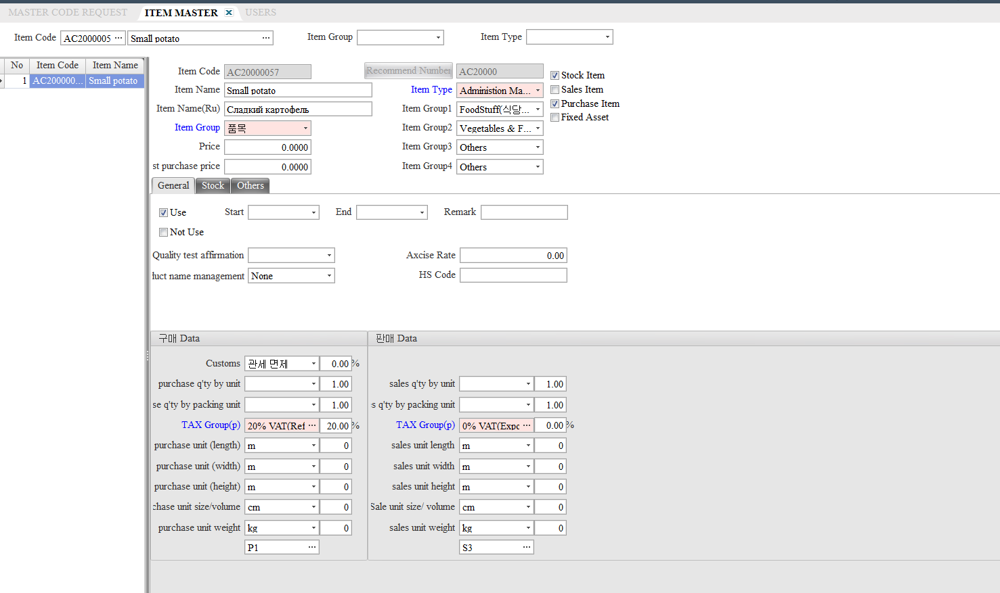 MASTER CODE REQUEST ITEM MASTER USERS
Item Code AC2000005 ... Small potato ... Item Group Item Type
No Item Code Item Name
1 AC200000... Small potato
Item Code AC20000057 Recommend Number AC20000
Item Name Small potato Item Type Administion Ma...
Item Name(Ru) Сладкий картофель Item Group1 FoodStuff(식당...
Item Group 품목 Item Group2 Vegetables & F...
Price 0.0000 Item Group3 Others
st purchase price 0.0000 Item Group4 Others
Stock Item
Sales Item
Purchase Item
Fixed Asset
General Stock Others
Use Start End Remark
Not Use
Quality test affirmation Axcise Rate 0.00
duct name management None HS Code
구매 Data
Customs 관세 면제 0.00 %
purchase q'ty by unit 1.00
se q'ty by packing unit 1.00
TAX Group(p) 20% VAT(Ref ... 20.00 %
purchase unit (length) m 0
purchase unit (width) m 0
purchase unit (height) m 0
chase unit size/volume cm 0
purchase unit weight kg 0
P1 ...
판매 Data
sales q'ty by unit 1.00
s q'ty by packing unit 1.00
TAX Group(p) 0% VAT(Expo ... 0.00 %
sales unit length m 0
sales unit width m 0
sales unit height m 0
Sale unit size/ volume cm 0
sales unit weight kg 0
S3 ...